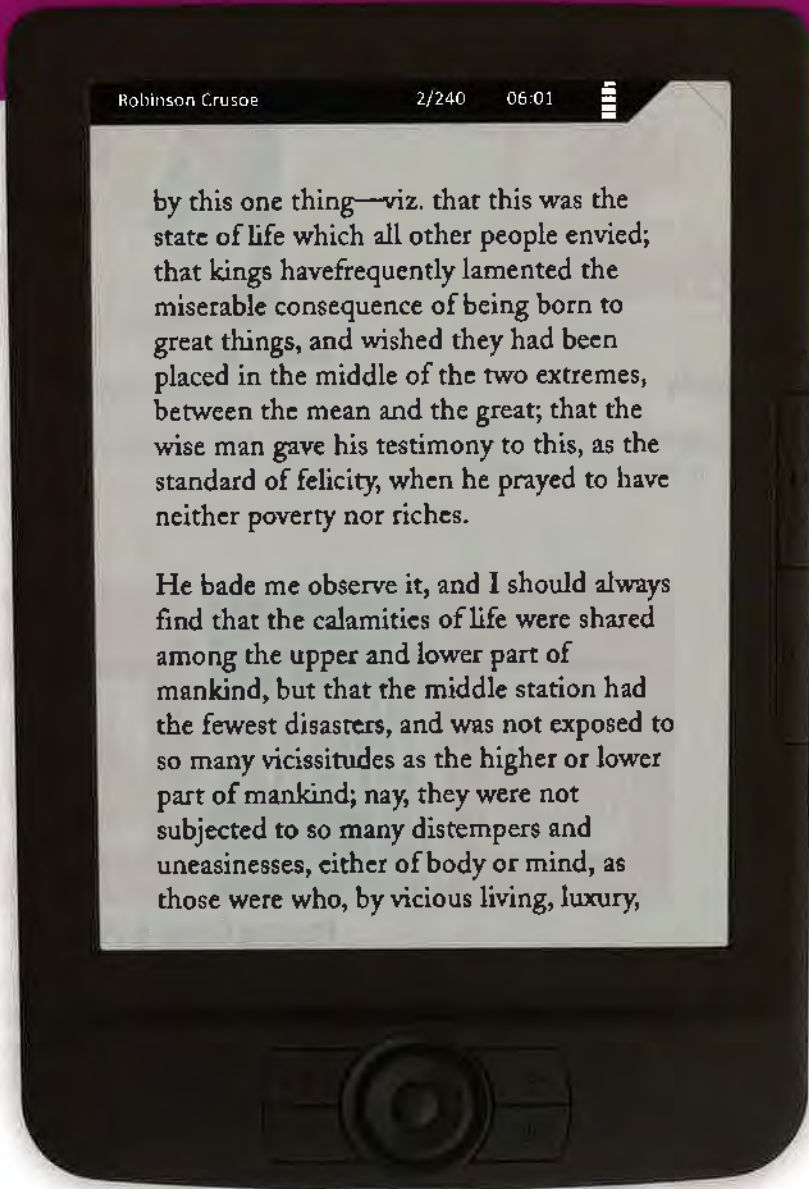 Robinson Crusoe 2/240 06:01
by this one thing—viz. that this was the
state of life which all other people envied;
that kings havefrequently lamented the
miserable consequence of being born to
great things, and wished they had been
placed in the middle of the two extremes,
between the mean and the great; that the
wise man gave his testimony to this, as the
standard of felicity, when he prayed to have
neither poverty nor riches.
He bade me observe it, and I should always
find that the calamities of life were shared
among the upper and lower part of
mankind, but that the middle station had
the fewest disasters, and was not exposed to
so many vicissitudes as the higher or lower
part of mankind; nay, they were not
subjected to so many distempers and
uneasinesses, either of body or mind, as
those were who, by vicious living, luxury,